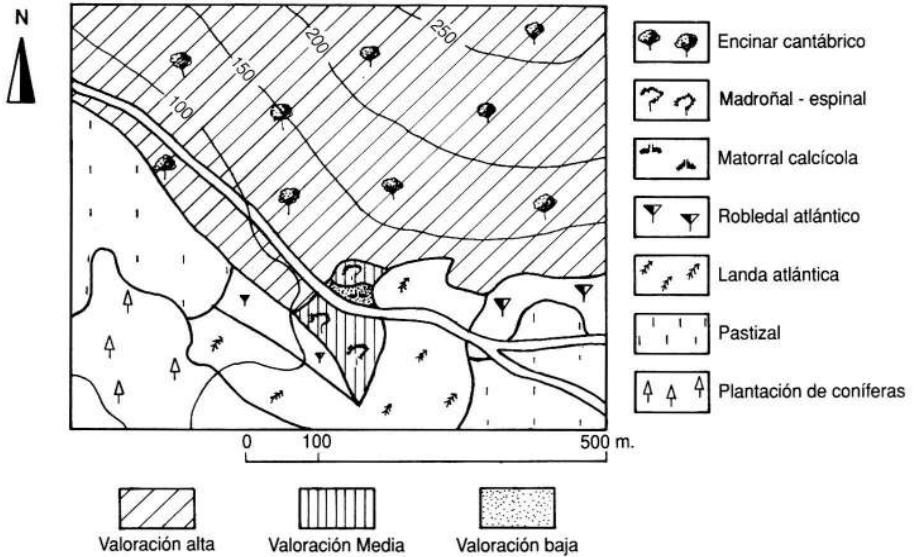 N
250
200
150
100
Encinar cantábrico
Madroñal - espinal
Matorral calcícola
Robledal atlántico
Landa atlántica
Pastizal
Plantación de coníferas
0 100 500 m.
Valoración alta Valoración Media Valoración baja